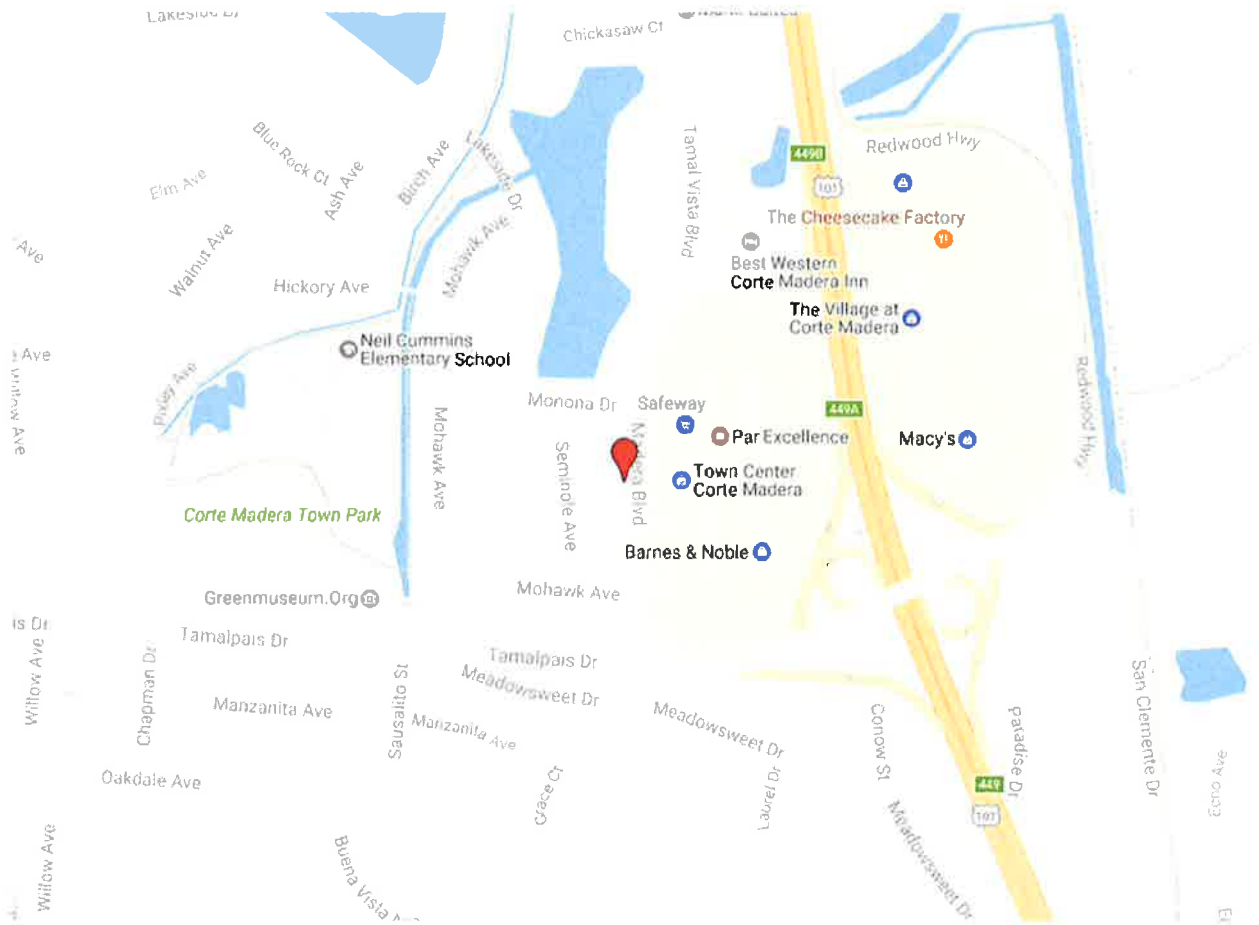 Lakeside Dr
Chickasaw Ct
Blue Rock Ct
Elm Ave
Ash Ave
Birch Ave
Lakeside Dr
Tamal Vista Blvd
449B
Redwood Hwy
101
The Cheesecake Factory
Ave
Walnut Ave
Mohawk Ave
Hickory Ave
Best Western
Corte Madera Inn
The Village at
Corte Madera
Neil Cummins
Elementary School
Ave
Willow Ave
Pixley Ave
Redwood Hwy
Monona Dr
Safeway
449A
Par Excellence
Macy's
Mohawk Ave
Seminole Ave
Madera Blvd
Town Center
Corte Madera
Corte Madera Town Park
Barnes & Noble
Mohawk Ave
Greenmuseum.Org
is Dr
Tamalpais Dr
Tamalpais Dr
Willow Ave
Chapman Dr
Meadowsweet Dr
Manzanita Ave
Sausalito St
Manzanita Ave
Meadowsweet Dr
Conow St
Paradise Dr
San Clemente Dr
Echo Ave
Oakdale Ave
Grace Ct
Laurel Dr
449
101
Meadowsweet Dr
Willow Ave
Buena Vista